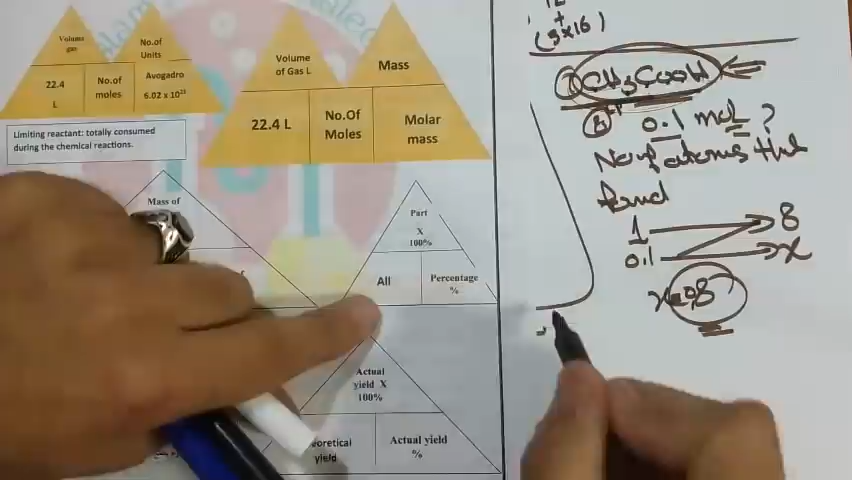 Volume
gas
No.of
Units
22.4
L
No.of
moles
Avogadro
6.02 x 10²³
Volume
of Gas L
Mass
22.4 L
No.Of
Moles
Molar
mass
Limiting reactant: totally consumed
during the chemical reactions.
Mass of
Part
X
100%
All
Percentage
%
Actual
yield X
100%
yield
Actual yield
%
12
+
(3x16)
CH3COOH
0.1 mol ?
No of atoms
found
1 8
0.1 x
x=0.8